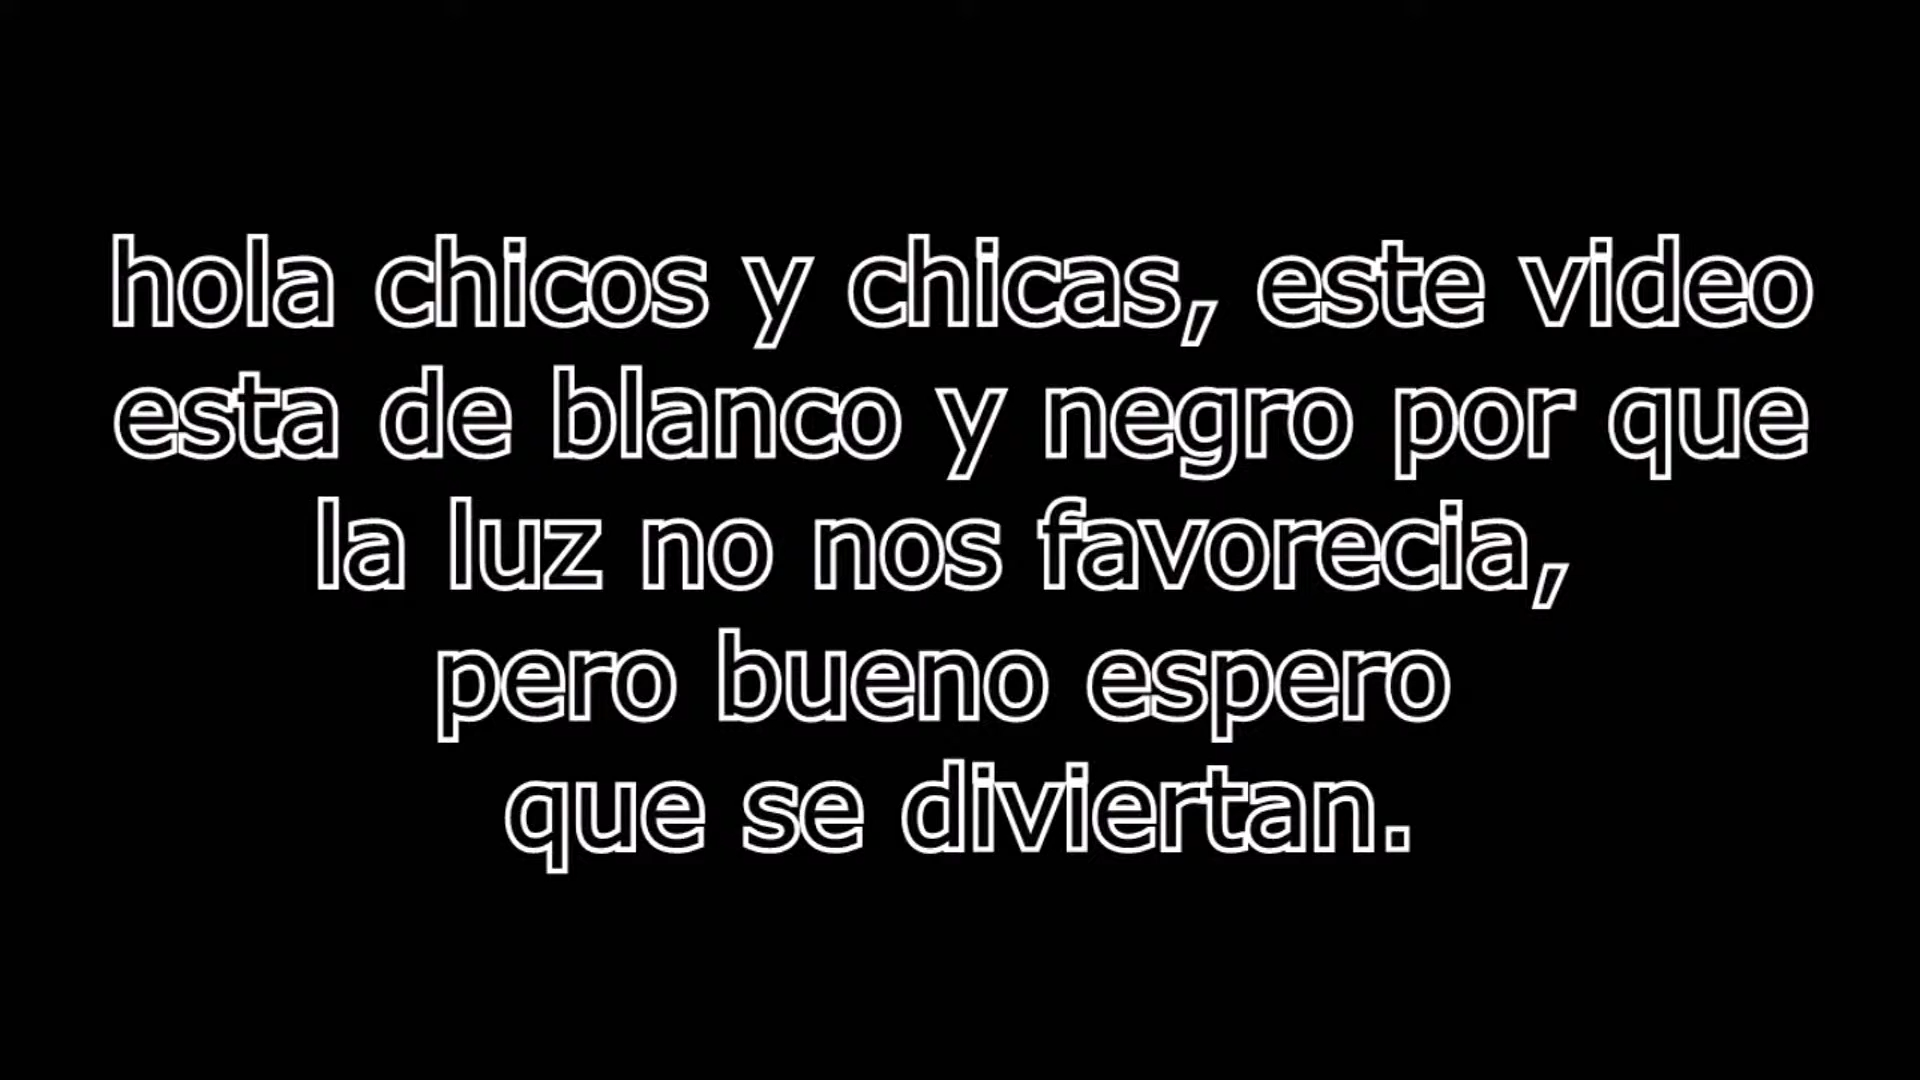 hola chicos y chicas, este video
esta de blanco y negro por que
la luz no nos favorecia,
pero bueno espero
que se diviertan.